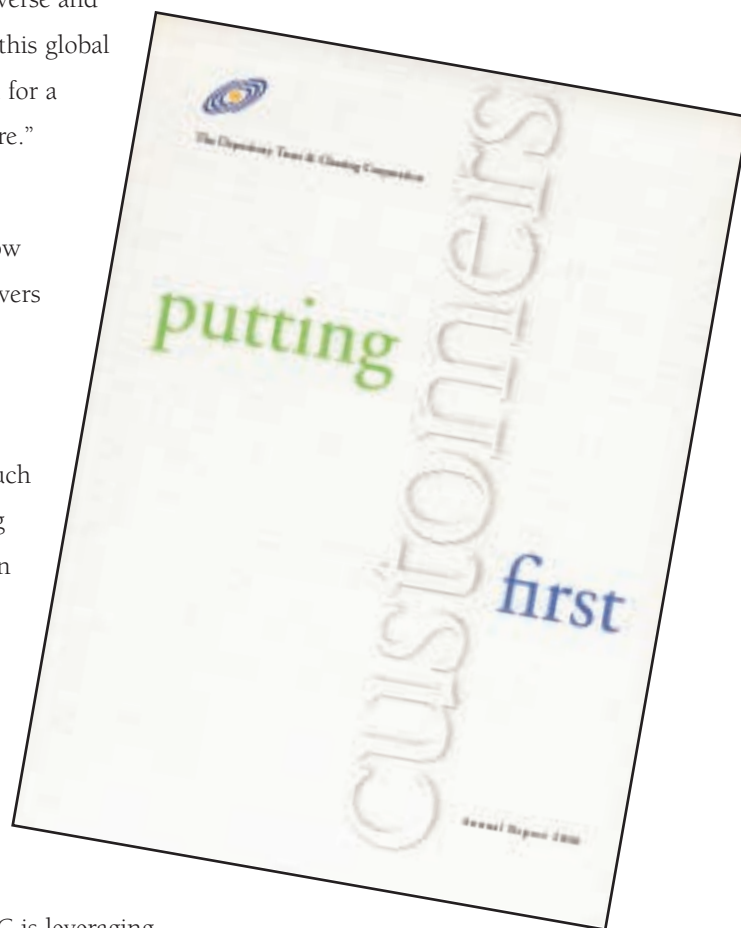 verse and
this global
for a
re.”
ow
vers
uch
g
n
C is leveraging
The Depository Trust & Clearing Corporation
putting
customers
first
Annual Report